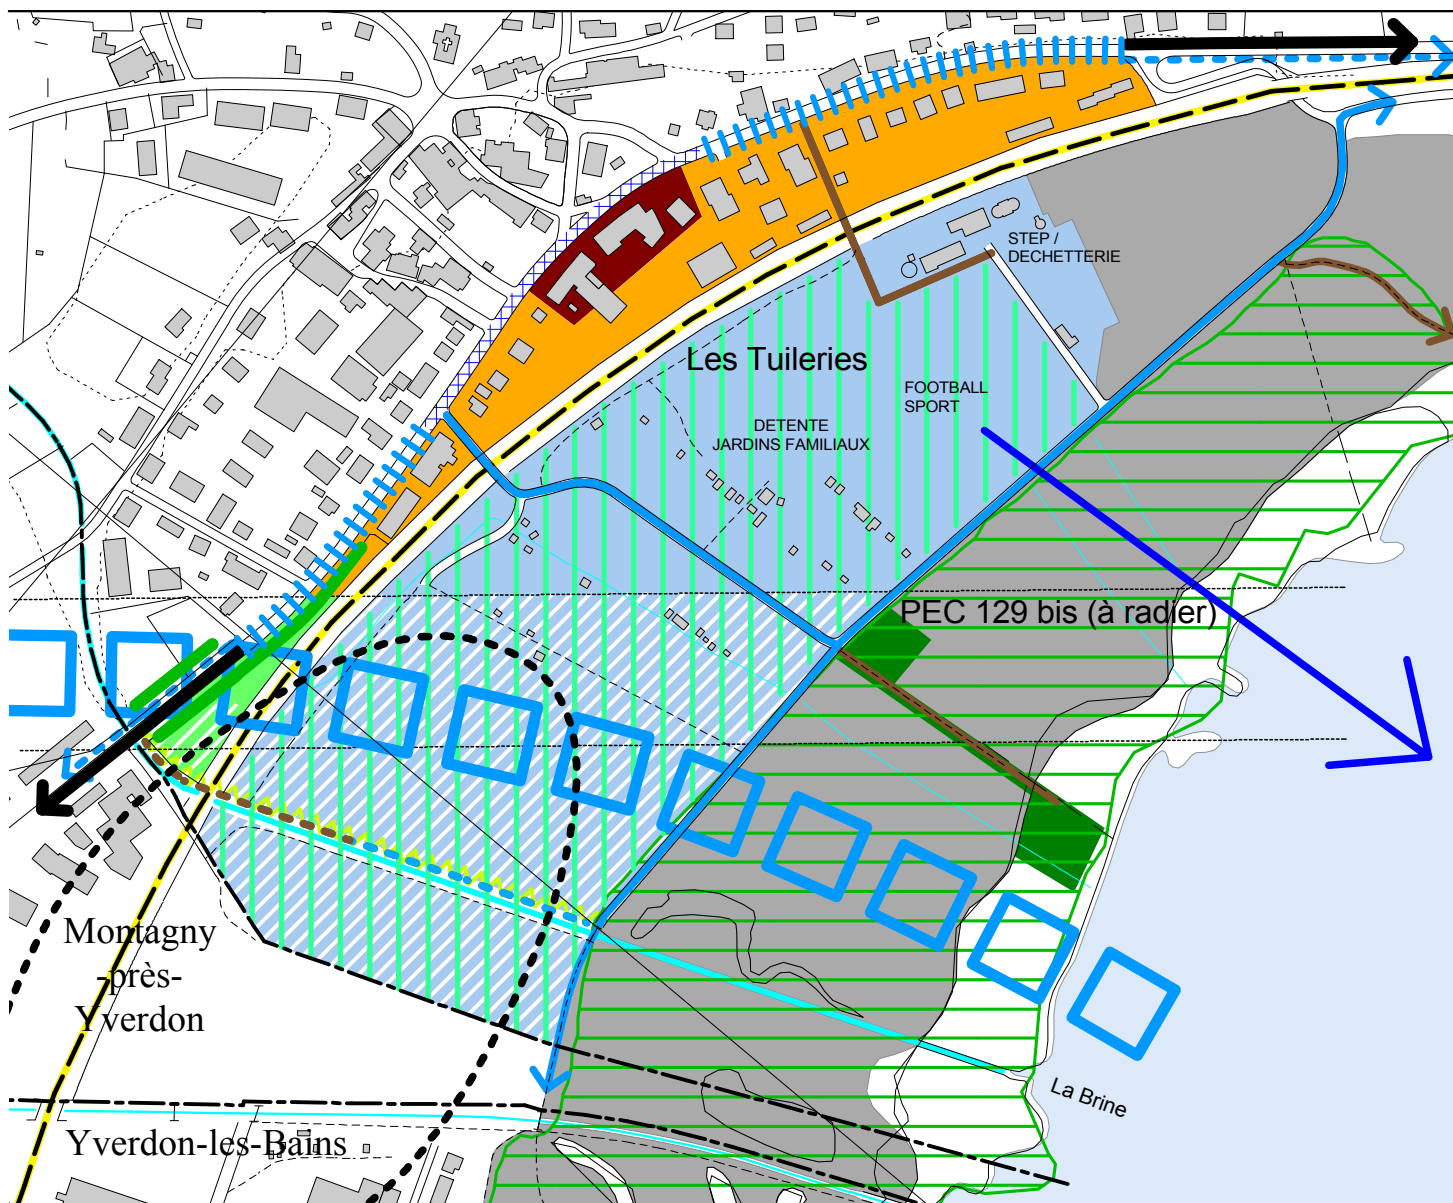 STEP /
DECHETTERIE
Les Tuileries
FOOTBALL
SPORT
DETENTE
JARDINS FAMILIAUX
PEC 129 bis (à radier)
Montagny
-près-
Yverdon
La Brine
Yverdon-les-Bains